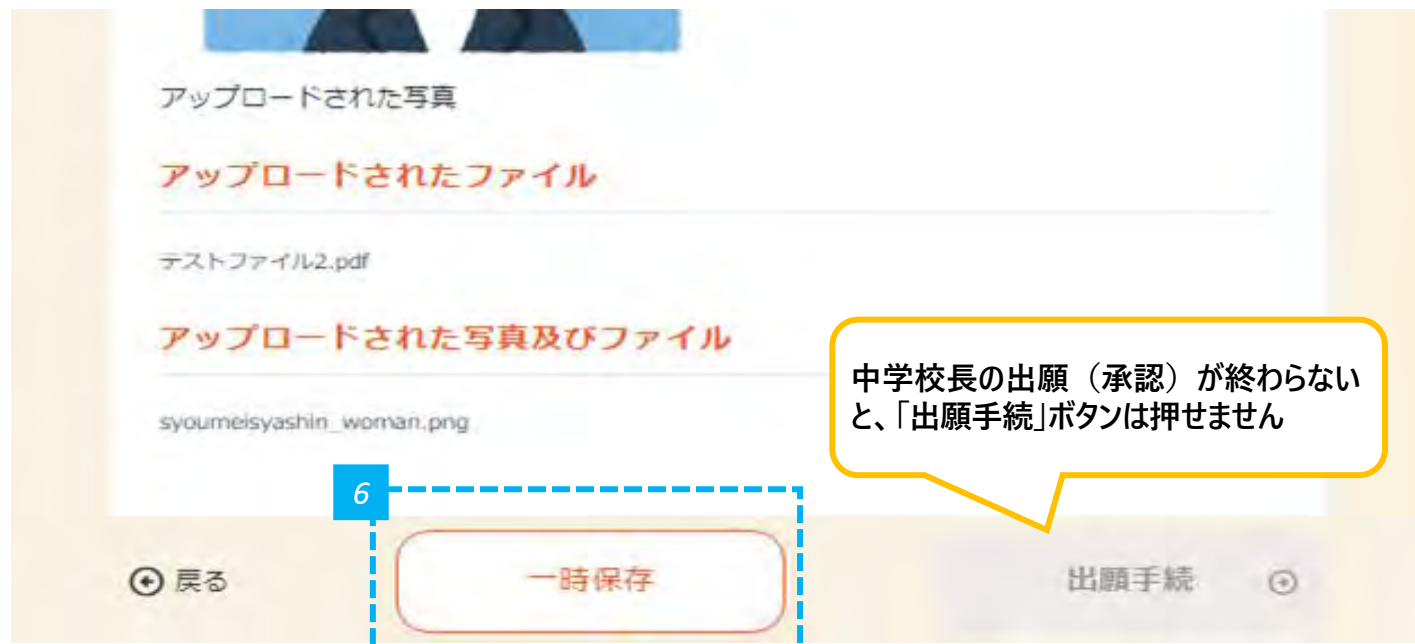 アップロードされた写真
アップロードされたファイル
テストファイル2.pdf
アップロードされた写真及びファイル
syoumeisyashin_woman.png
中学校長の出願（承認）が終わらない
と、「出願手続」ボタンは押せません
6
戻る
一時保存
出願手続